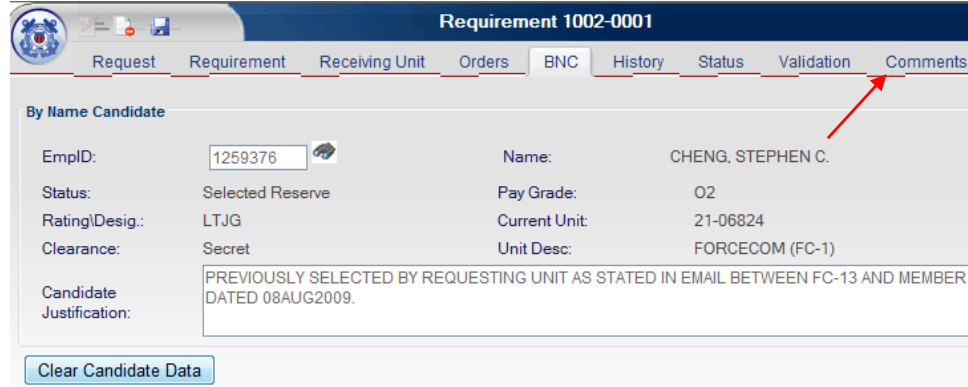 Requirement 1002-0001
Request Requirement Receiving Unit Orders BNC History Status Validation Comments
By Name Candidate
EmpID: 1259376 Name: CHENG, STEPHEN C.
Status: Selected Reserve Pay Grade: O2
Rating\Desig.: LTJG Current Unit: 21-06824
Clearance: Secret Unit Desc: FORCECOM (FC-1)
Candidate Justification: PREVIOUSLY SELECTED BY REQUESTING UNIT AS STATED IN EMAIL BETWEEN FC-13 AND MEMBER
DATED 08AUG2009.
Clear Candidate Data